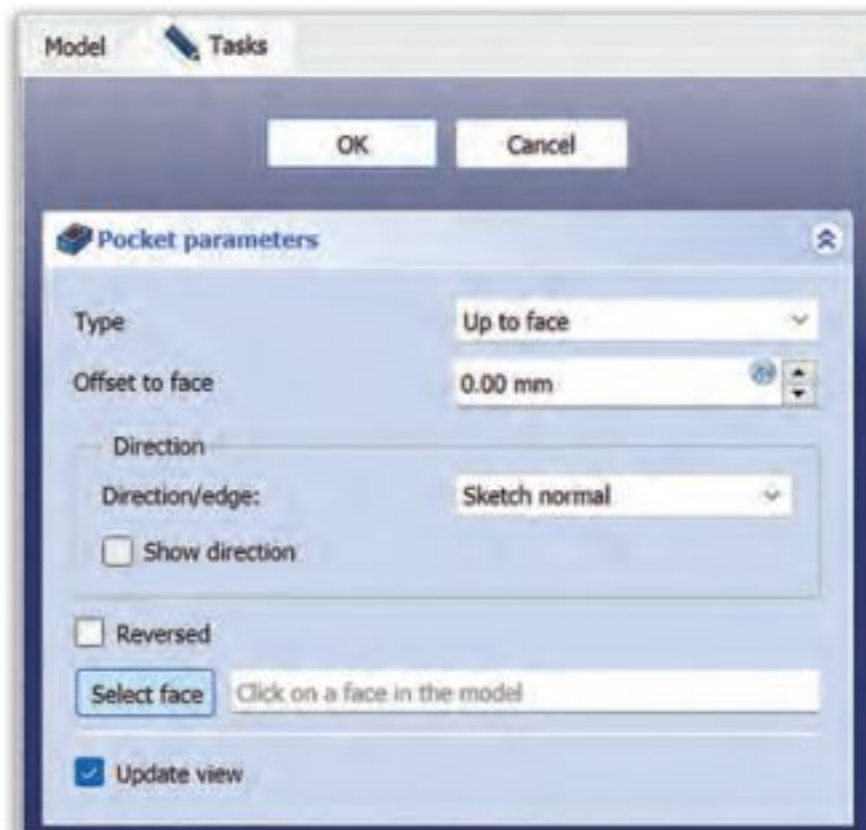 Model Tasks
OK Cancel
Pocket parameters
Type Up to face
Offset to face 0.00 mm
Direction
Direction/edge: Sketch normal
Show direction
Reversed
Select face Click on a face in the model
Update view